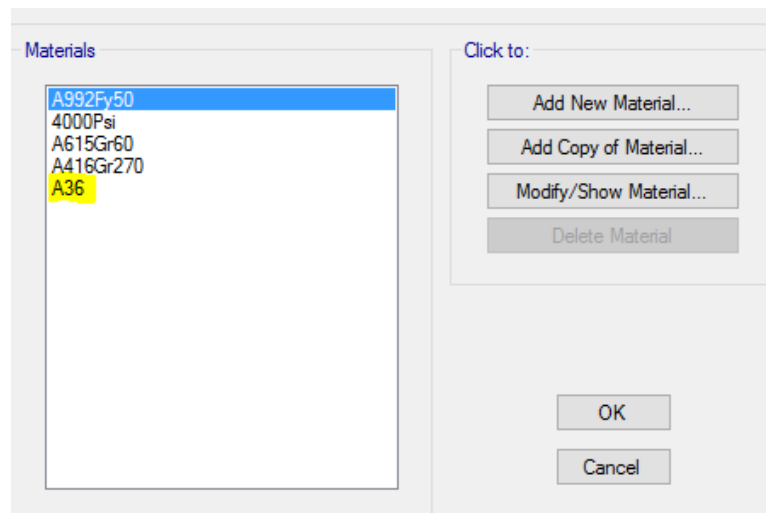 Materials
A992Fy50
4000Psi
A615Gr60
A416Gr270
A36
Click to:
Add New Material...
Add Copy of Material...
Modify/Show Material...
Delete Material
OK
Cancel